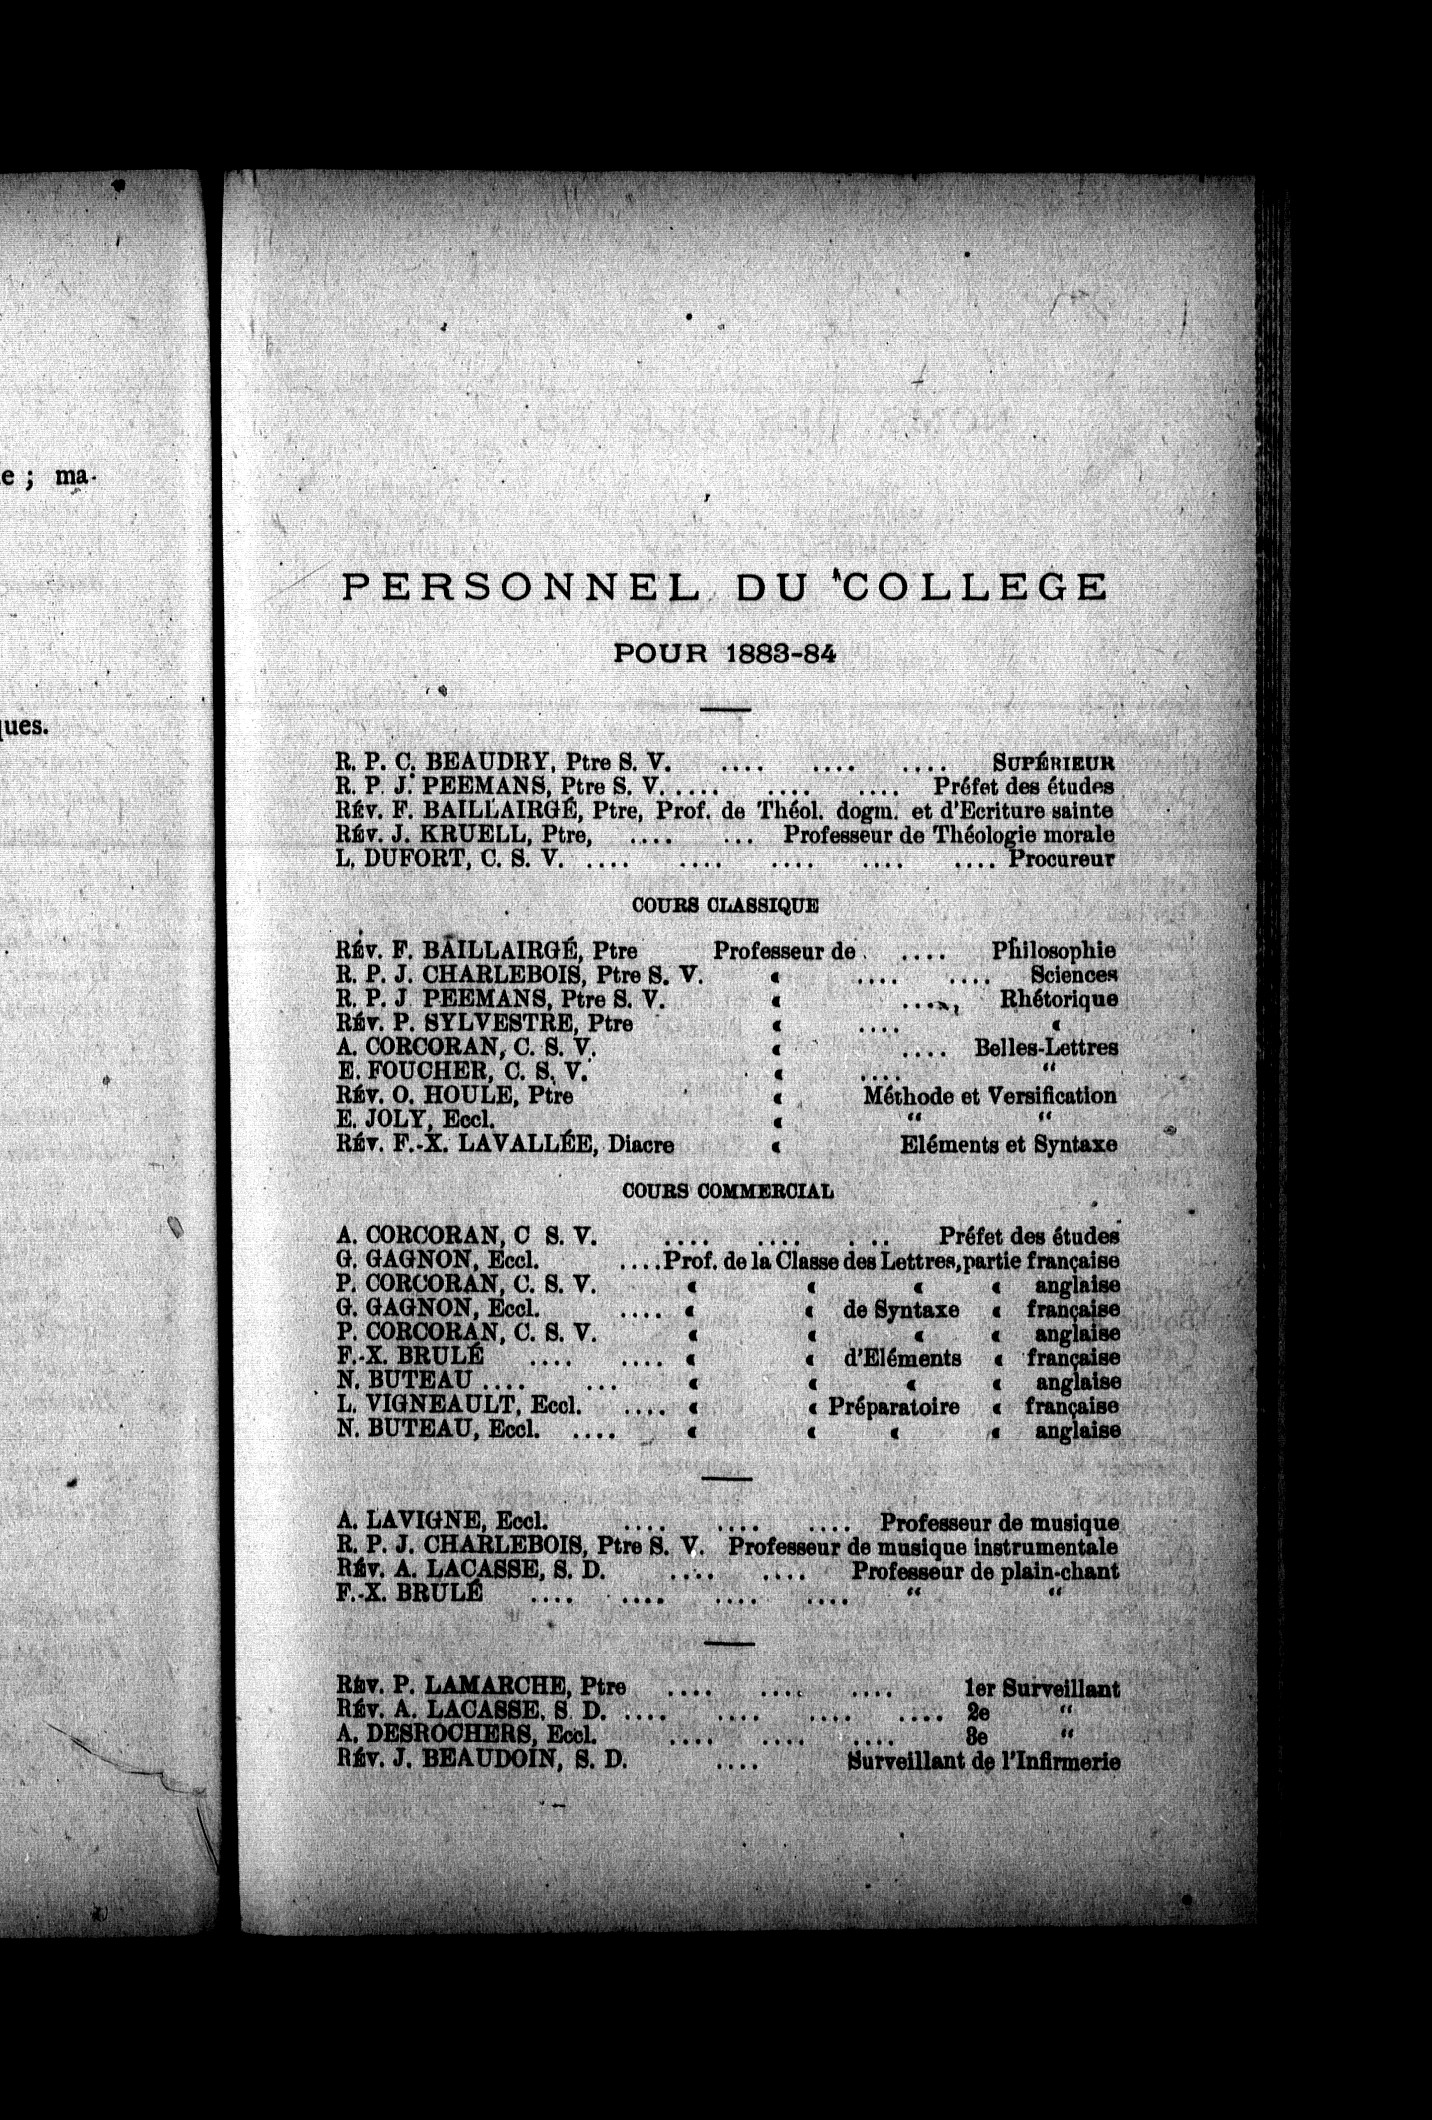 e ; ma-
ques.
PERSONNEL DU COLLEGE
POUR 1883-84
R. P. C. BEAUDRY, Ptre S. V. .... .... .... SUPÉRIEUR
R. P. J. PEEMANS, Ptre S. V. .... .... .... Préfet des études
RÉV. F. BAILLAIRGÉ, Ptre, Prof. de Théol. dogm. et d'Ecriture sainte
RÉV. J. KRUELL, Ptre, .... ... Professeur de Théologie morale
L. DUFORT, C. S. V. .... .... .... .... .... Procureur
COURS CLASSIQUE
RÉV. F. BAILLAIRGÉ, Ptre Professeur de .... Philosophie
R. P. J. CHARLEBOIS, Ptre S. V. “ .... .... Sciences
R. P. J. PEEMANS, Ptre S. V. “ .... Rhétorique
RÉV. P. SYLVESTRE, Ptre “ .... “
A. CORCORAN, C. S. V. “ .... Belles-Lettres
E. FOUCHER, C. S. V. “ .... “
RÉV. O. HOULE, Ptre “ Méthode et Versification
E. JOLY, Eccl. “ “ “
RÉV. F.-X. LAVALLÉE, Diacre “ Eléments et Syntaxe
COURS COMMERCIAL
A. CORCORAN, C S. V. .... .... . .. Préfet des études
G. GAGNON, Eccl. ....Prof. de la Classe des Lettres,partie française
P. CORCORAN, C. S. V. “ “ “ “ anglaise
G. GAGNON, Eccl. .... “ “ de Syntaxe “ française
P. CORCORAN, C. S. V. “ “ “ “ anglaise
F.-X. BRULÉ .... .... “ “ d'Eléments “ française
N. BUTEAU .... ... “ “ “ “ anglaise
L. VIGNEAULT, Eccl. .... “ “ Préparatoire “ française
N. BUTEAU, Eccl. .... “ “ “ “ anglaise
A. LAVIGNE, Eccl. .... .... .... Professeur de musique
R. P. J. CHARLEBOIS, Ptre S. V. Professeur de musique instrumentale
RÉV. A. LACASSE, S. D. .... .... Professeur de plain-chant
F.-X. BRULÉ .... .... .... .... “ “
RÉV. P. LAMARCHE, Ptre .... .... .... 1er Surveillant
RÉV. A. LACASSE, S. D. .... .... .... .... 2e “
A. DESROCHERS, Eccl. .... .... .... 3e “
RÉV. J. BEAUDOIN, S. D. .... Surveillant de l'Infirmerie